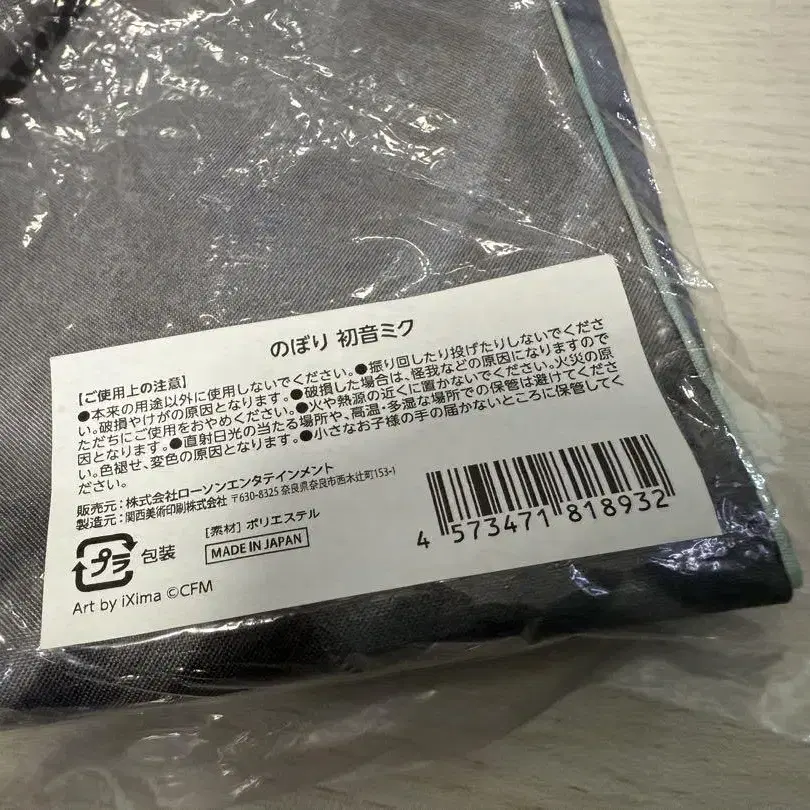 のぼり 初音ミク
【ご使用上の注意】
●本来の用途以外に使用しないでください。●振り回したり投げたりしないでくださ
い。破損やけがの原因となります。●破損した場合は、怪我などの原因になりますので
ただちにご使用をおやめください。●火や熱源の近くに置かないでください。火災の原
因となります。●直射日光の当たる場所や、高温・多湿な場所での保管は避けてくださ
い。色褪せ、変色の原因となります。●小さなお子様の手の届かないところに保管してく
ださい。
販売元：株式会社ローソンエンタテインメント
製造元：関西美術印刷株式会社 〒630-8325 奈良県奈良市西木辻町153-1
プラ 包装
[素材] ポリエステル
MADE IN JAPAN
Art by iXima ©CFM
4 573471 818932